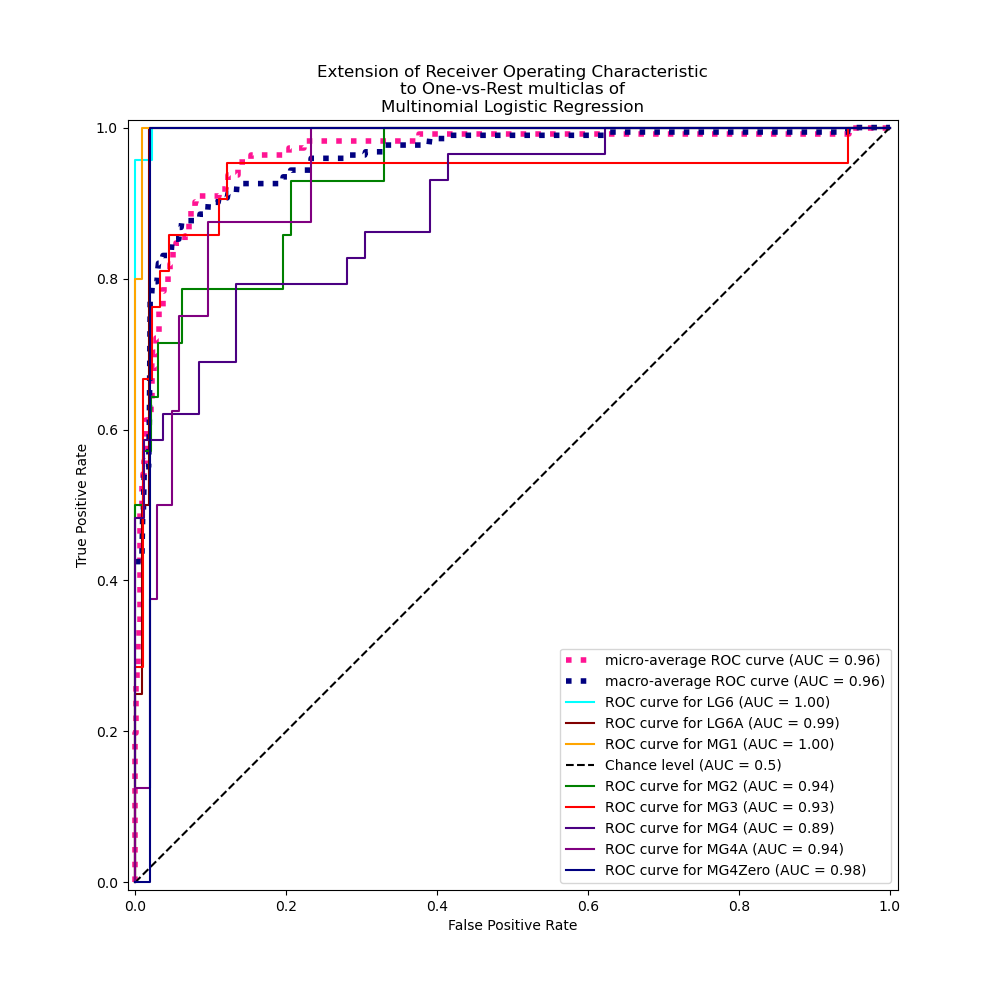 Extension of Receiver Operating Characteristic
to One-vs-Rest multiclas of
Multinomial Logistic Regression
True Positive Rate
1.0
0.8
0.6
0.4
0.2
0.0
micro-average ROC curve (AUC = 0.96)
macro-average ROC curve (AUC = 0.96)
ROC curve for LG6 (AUC = 1.00)
ROC curve for LG6A (AUC = 0.99)
ROC curve for MG1 (AUC = 1.00)
Chance level (AUC = 0.5)
ROC curve for MG2 (AUC = 0.94)
ROC curve for MG3 (AUC = 0.93)
ROC curve for MG4 (AUC = 0.89)
ROC curve for MG4A (AUC = 0.94)
ROC curve for MG4Zero (AUC = 0.98)
0.0 0.2 0.4 0.6 0.8 1.0
False Positive Rate